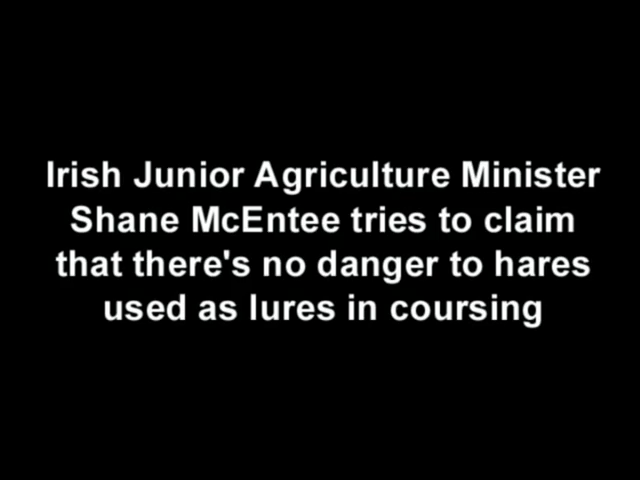 Irish Junior Agriculture Minister
Shane McEntee tries to claim
that there's no danger to hares
used as lures in coursing